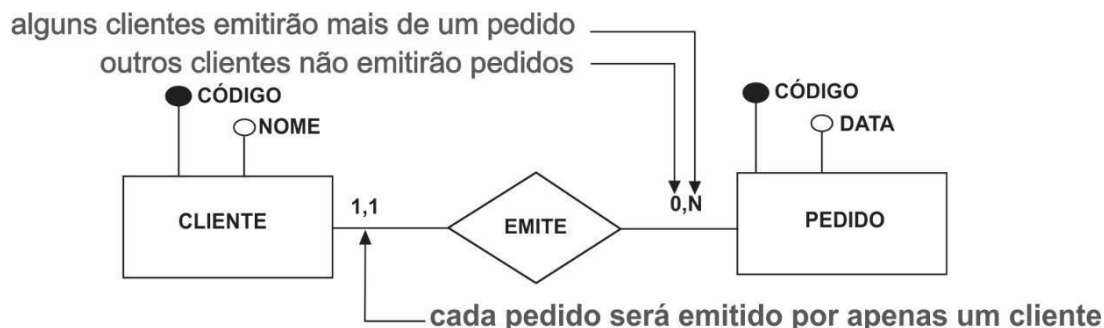 alguns clientes emitirão mais de um pedido
outros clientes não emitirão pedidos
CÓDIGO
NOME
CÓDIGO
DATA
CLIENTE
1,1
EMITE
0,N
PEDIDO
cada pedido será emitido por apenas um cliente